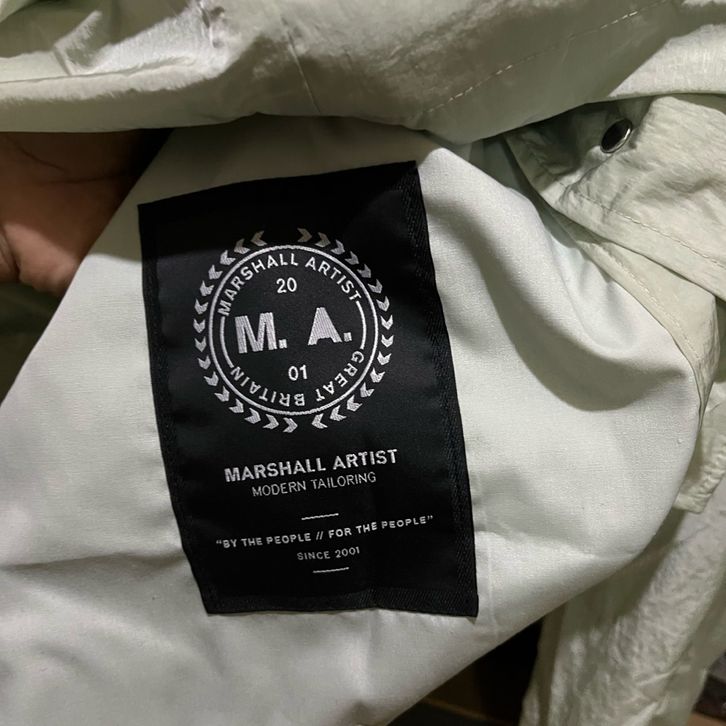 MARSHALL ARTIST
20
M. A.
01
GREAT BRITAIN
MARSHALL ARTIST
MODERN TAILORING
"BY THE PEOPLE // FOR THE PEOPLE"
SINCE 2001